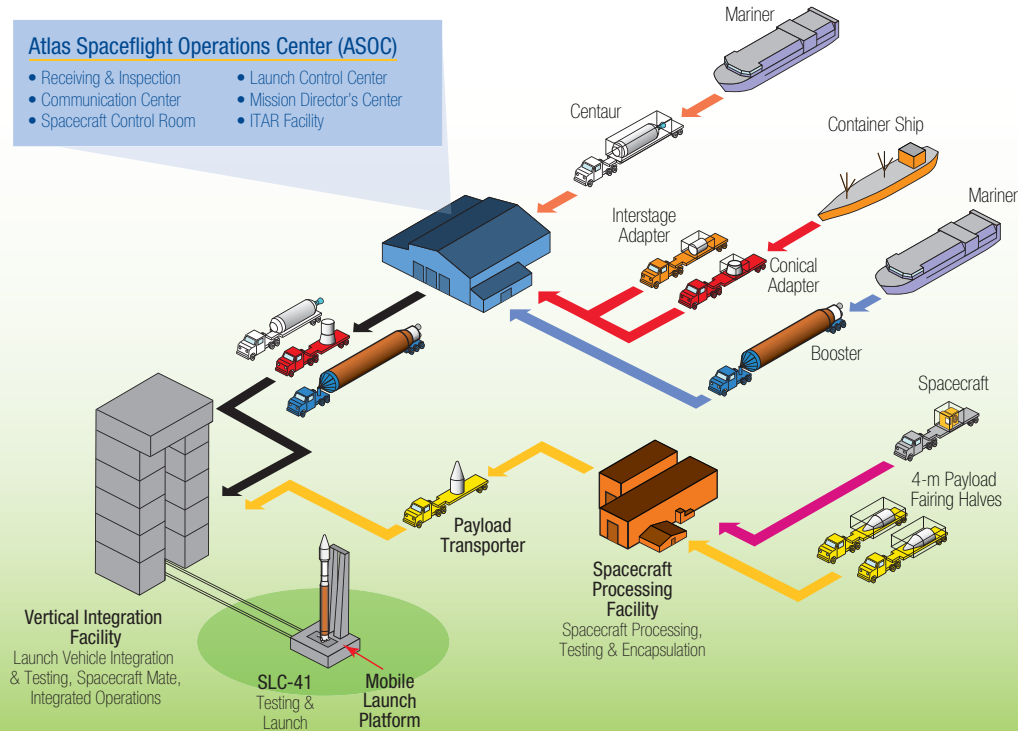 Atlas Spaceflight Operations Center (ASOC)
• Receiving & Inspection
• Communication Center
• Spacecraft Control Room
• Launch Control Center
• Mission Director's Center
• ITAR Facility
Mariner
Centaur
Container Ship
Mariner
Interstage
Adapter
Conical
Adapter
Booster
Spacecraft
4-m Payload
Fairing Halves
Payload
Transporter
Spacecraft
Processing
Facility
Spacecraft Processing,
Testing & Encapsulation
Vertical Integration
Facility
Launch Vehicle Integration
& Testing, Spacecraft Mate,
Integrated Operations
SLC-41
Testing &
Launch
Mobile
Launch
Platform